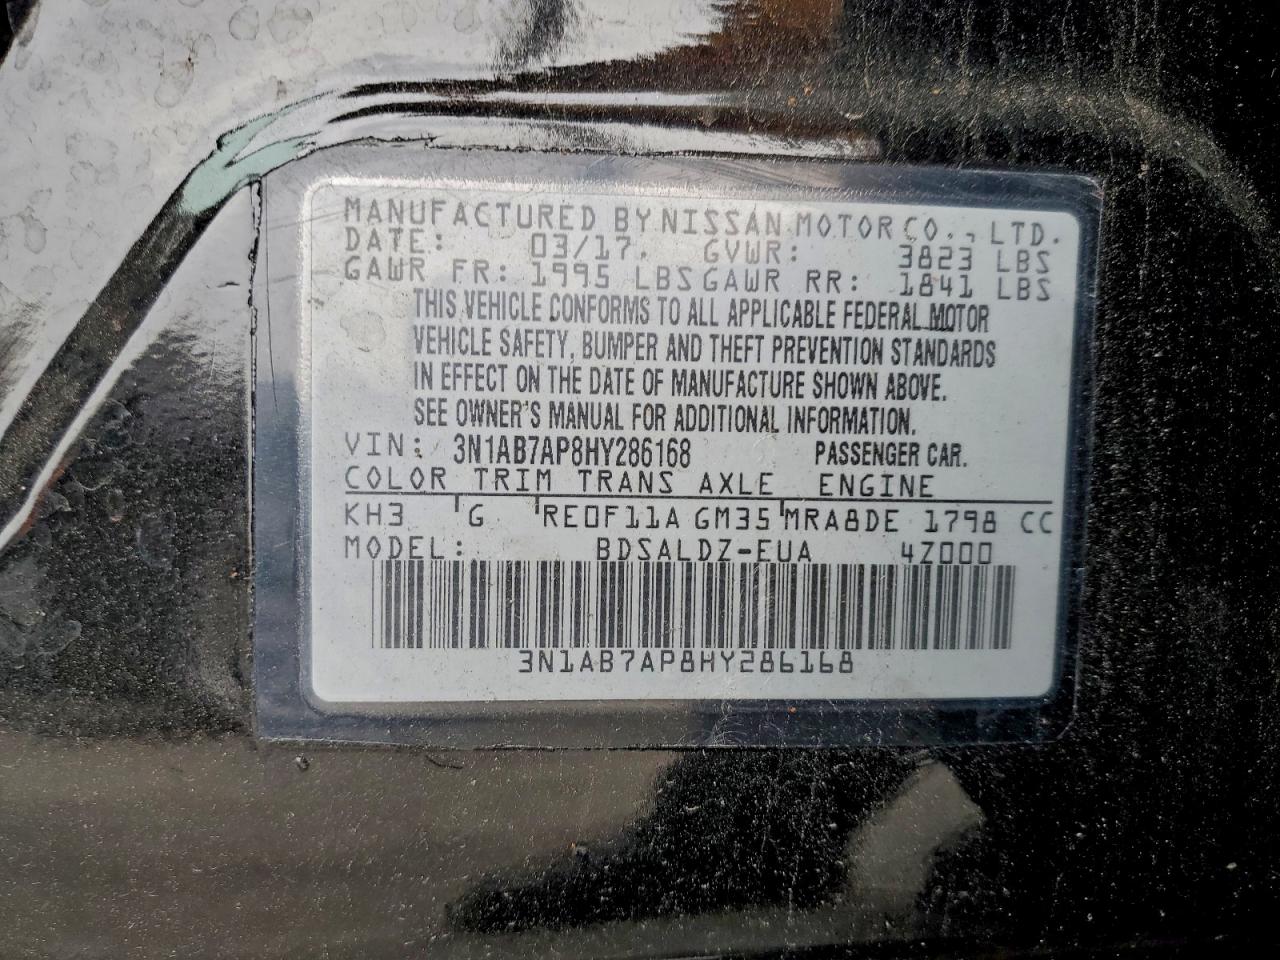 MANUFACTURED BY NISSAN MOTOR CO., LTD.
DATE: 03/17. GVWR: 3823 LBS
GAWR FR: 1995 LBS GAWR RR: 1841 LBS
THIS VEHICLE CONFORMS TO ALL APPLICABLE FEDERAL MOTOR
VEHICLE SAFETY, BUMPER AND THEFT PREVENTION STANDARDS
IN EFFECT ON THE DATE OF MANUFACTURE SHOWN ABOVE.
SEE OWNER'S MANUAL FOR ADDITIONAL INFORMATION.
VIN: 3N1AB7AP8HY286168 PASSENGER CAR.
COLOR TRIM TRANS AXLE ENGINE
KH3 G RE0F11A GM35 MRA8DE 1798 CC
MODEL: BDSALDZ-EUA 4Z000
3N1AB7AP8HY286168